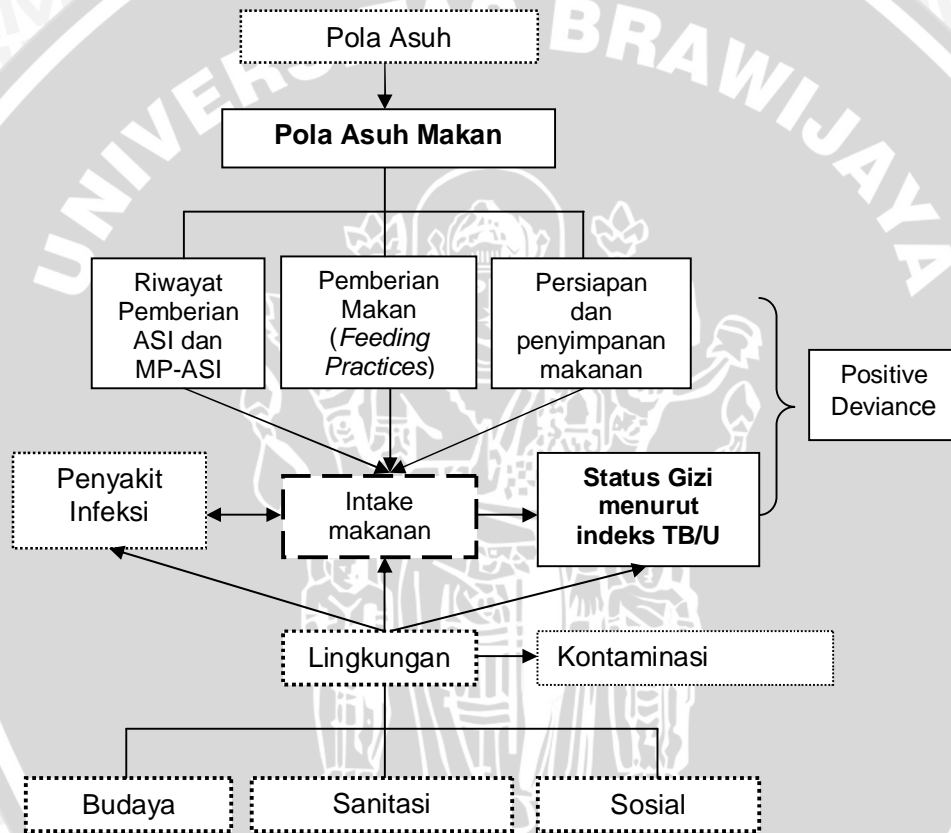 UNIVERSITAS BRAWIJAYA
Pola Asuh
Pola Asuh Makan
Riwayat
Pemberian
ASI dan
MP-ASI
Pemberian
Makan
(Feeding
Practices)
Persiapan
dan
penyimpanan
makanan
Positive
Deviance
Penyakit
Infeksi
Intake
makanan
Status Gizi
menurut
indeks TB/U
Lingkungan
Kontaminasi
Budaya
Sanitasi
Sosial